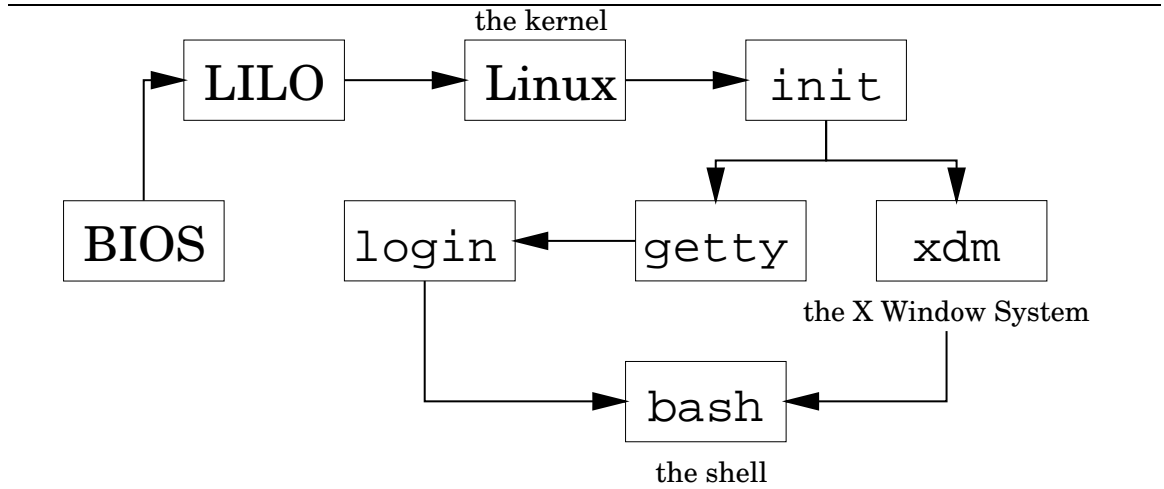 the kernel
LILO
Linux
init
BIOS
login
getty
xdm
the X Window System
bash
the shell